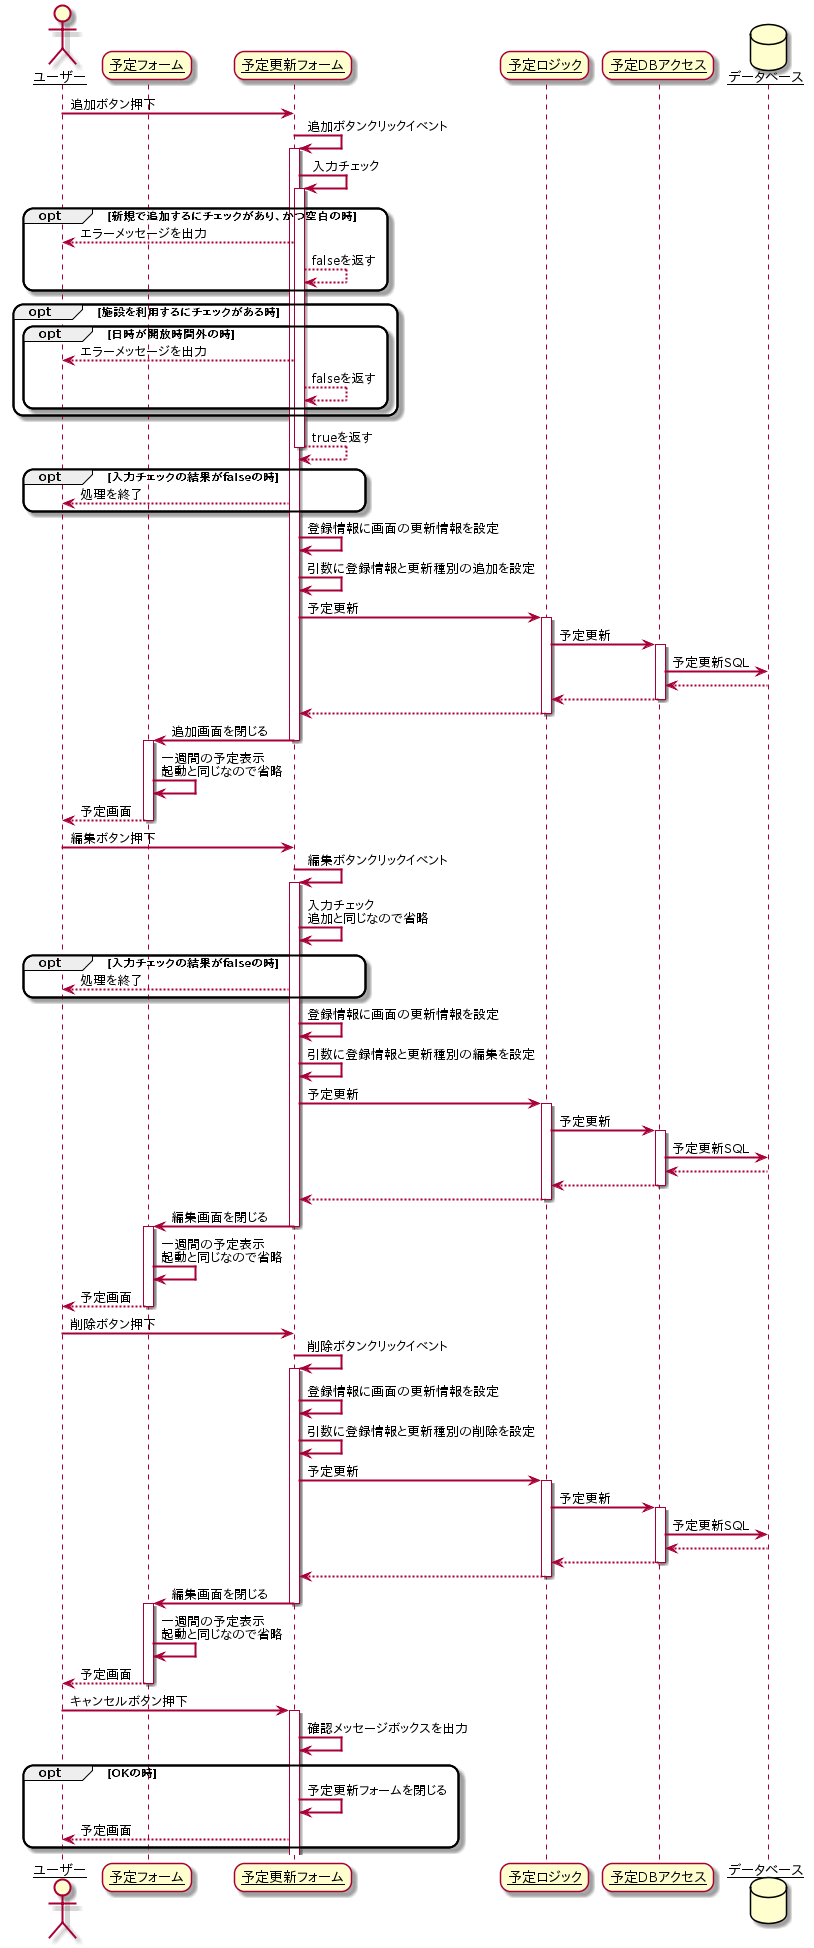 ユーザー
予定フォーム
予定更新フォーム
予定ロジック
予定DBアクセス
データベース
追加ボタン押下
追加ボタンクリックイベント
入力チェック
opt [新規で追加するにチェックがあり、かつ空白の時]
エラーメッセージを出力
falseを返す
opt [施設を利用するにチェックがある時]
opt [日時が開放時間外の時]
エラーメッセージを出力
falseを返す
trueを返す
opt [入力チェックの結果がfalseの時]
処理を終了
登録情報に画面の更新情報を設定
引数に登録情報と更新種別の追加を設定
予定更新
予定更新
予定更新SQL
追加画面を閉じる
一週間の予定表示
起動と同じなので省略
予定画面
編集ボタン押下
編集ボタンクリックイベント
入力チェック
追加と同じなので省略
opt [入力チェックの結果がfalseの時]
処理を終了
登録情報に画面の更新情報を設定
引数に登録情報と更新種別の編集を設定
予定更新
予定更新
予定更新SQL
編集画面を閉じる
一週間の予定表示
起動と同じなので省略
予定画面
削除ボタン押下
削除ボタンクリックイベント
登録情報に画面の更新情報を設定
引数に登録情報と更新種別の削除を設定
予定更新
予定更新
予定更新SQL
編集画面を閉じる
一週間の予定表示
起動と同じなので省略
予定画面
キャンセルボタン押下
確認メッセージボックスを出力
opt [OKの時]
予定更新フォームを閉じる
予定画面
ユーザー
予定フォーム
予定更新フォーム
予定ロジック
予定DBアクセス
データベース